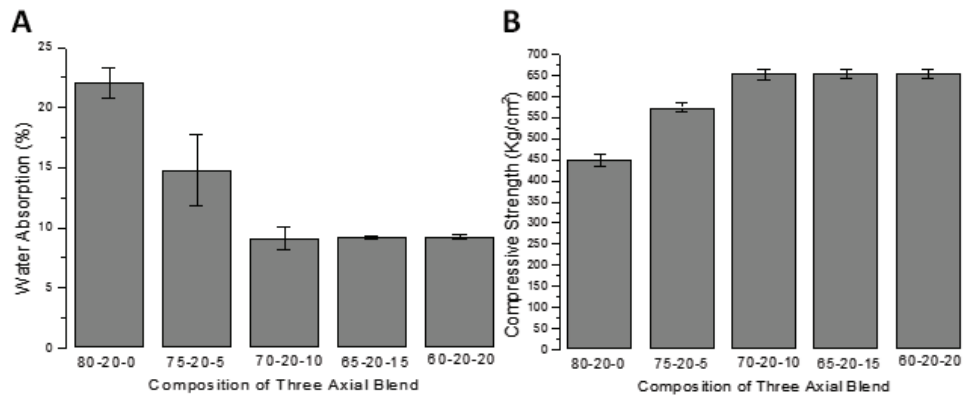 A
Water Absorption (%)
25
20
15
10
5
0
80-20-0 75-20-5 70-20-10 65-20-15 60-20-20
Composition of Three Axial Blend
B
Compressive Strength (Kg/cm²)
700
650
600
550
500
450
400
350
300
250
200
150
100
50
0
80-20-0 75-20-5 70-20-10 65-20-15 60-20-20
Composition of Three Axial Blend